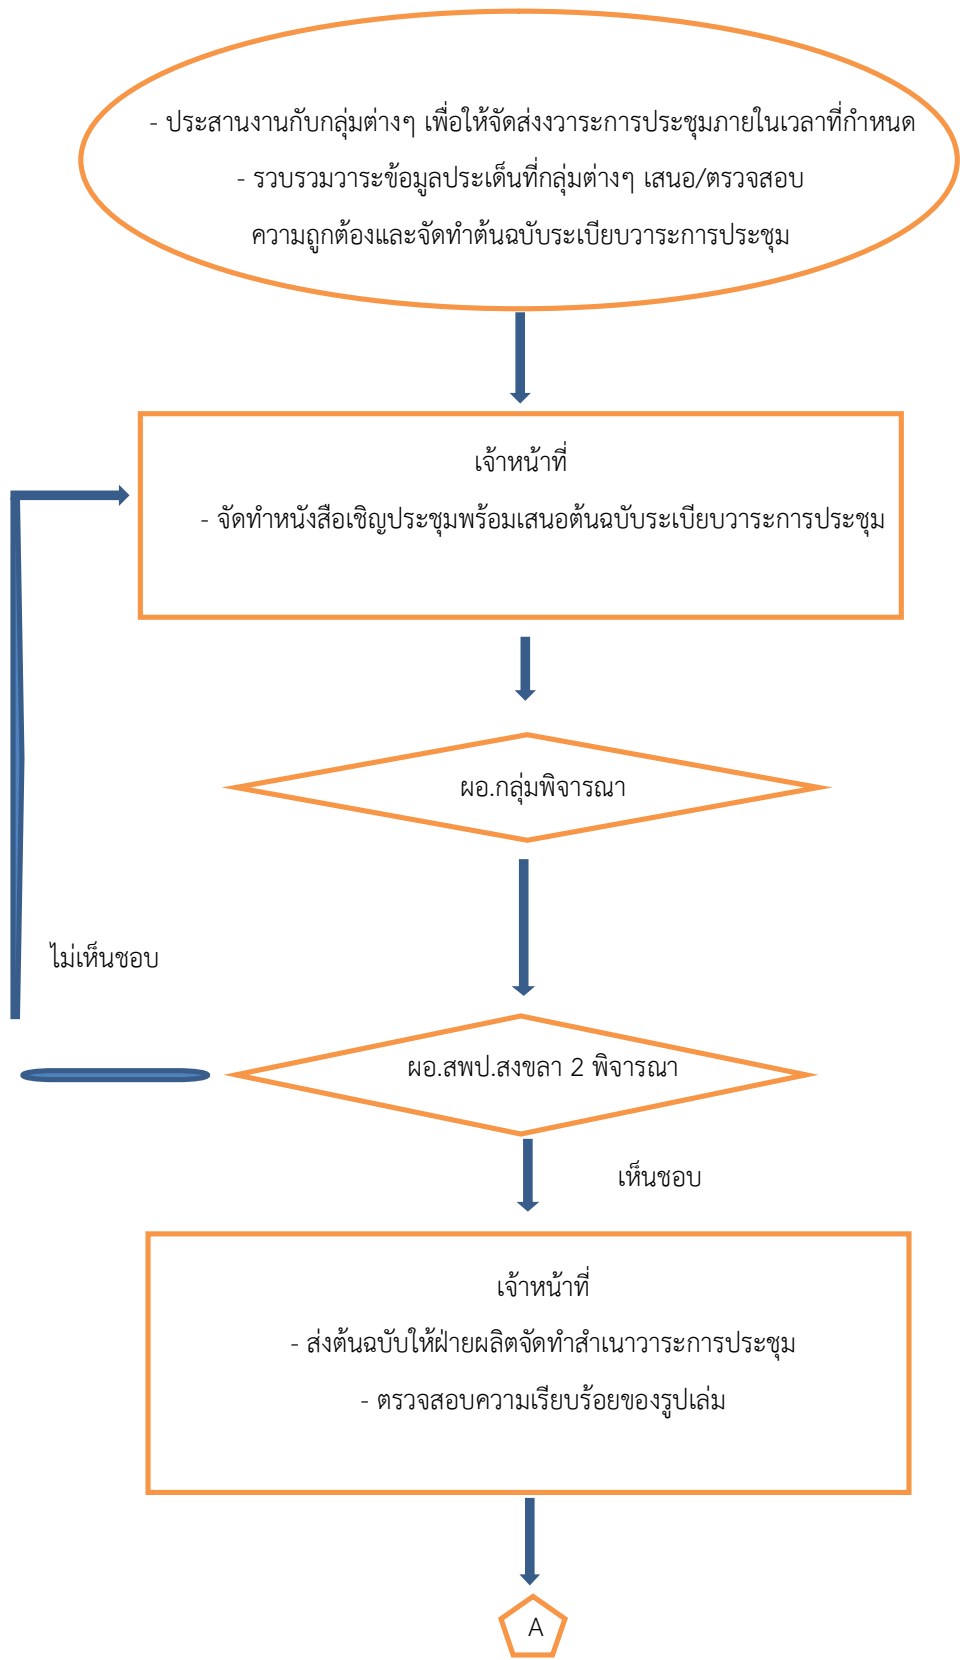 - ประสานงานกับกลุ่มต่างๆ เพื่อให้จัดส่งงวาระการประชุมภายในเวลาที่กำหนด
- รวบรวมวาระข้อมูลประเด็นที่กลุ่มต่างๆ เสนอ/ตรวจสอบ
ความถูกต้องและจัดทำต้นฉบับระเบียบวาระการประชุม
เจ้าหน้าที่
- จัดทำหนังสือเชิญประชุมพร้อมเสนอต้นฉบับระเบียบวาระการประชุม
ผอ.กลุ่มพิจารณา
ไม่เห็นชอบ
ผอ.สพป.สงขลา 2 พิจารณา
เห็นชอบ
เจ้าหน้าที่
- ส่งต้นฉบับให้ฝ่ายผลิตจัดทำสำเนาวาระการประชุม
- ตรวจสอบความเรียบร้อยของรูปเล่ม
A